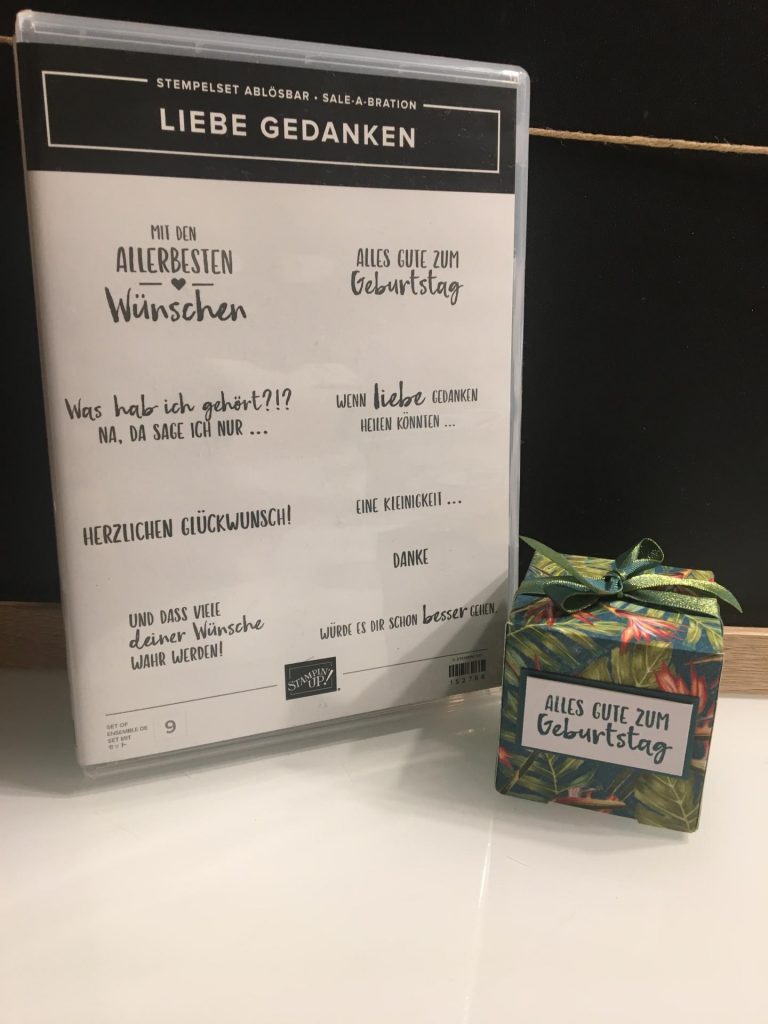 STEMPELSET ABLÖSBAR • SALE-A-BRATION
LIEBE GEDANKEN
MIT DEN
ALLERBESTEN
Wünschen
ALLES GUTE ZUM
Geburtstag
Was hab ich gehört?!?
NA, DA SAGE ICH NUR ...
WENN liebe GEDANKEN
HEILEN KÖNNTEN ...
HERZLICHEN GLÜCKWUNSCH!
EINE KLEINIGKEIT ...
DANKE
UND DASS VIELE
deiner Wünsche
WAHR WERDEN!
WÜRDE ES DIR SCHON besser GEHEN.
STAMPIN'
UP!
SET OF
ENSEMBLE DE
SET MIT
セット
9
ALLES GUTE ZUM
Geburtstag